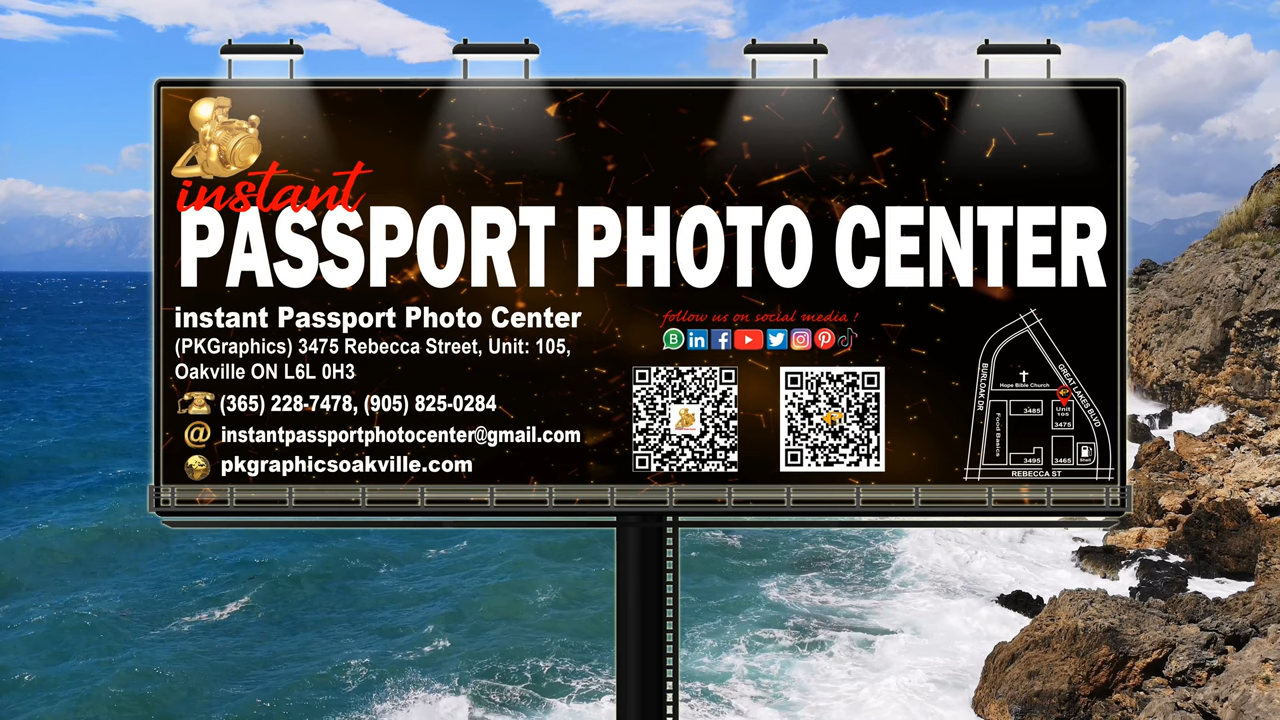 instant
PASSPORT PHOTO CENTER
instant Passport Photo Center
(PKGraphics) 3475 Rebecca Street, Unit: 105,
Oakville ON L6L 0H3
(365) 228-7478, (905) 825-0284
@ instantpassportphotocenter@gmail.com
pkgraphicsoakville.com
follow us on social media !
BURLOAK DR
GREAT LAKES BLVD
Hope Bible Church
3485
Unit
105
3475
Food Basics
3495
3465
Shell
REBECCA ST